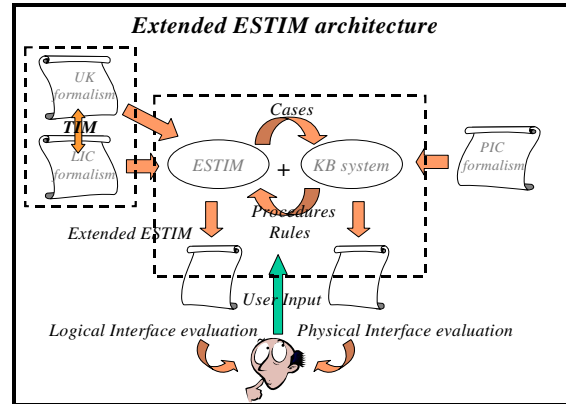 Extended ESTIM architecture
UK
formalism
TIM
LIC
formalism
Cases
ESTIM
+
KB system
PIC
formalism
Procedures
Rules
Extended ESTIM
User Input
Logical Interface evaluation
Physical Interface evaluation